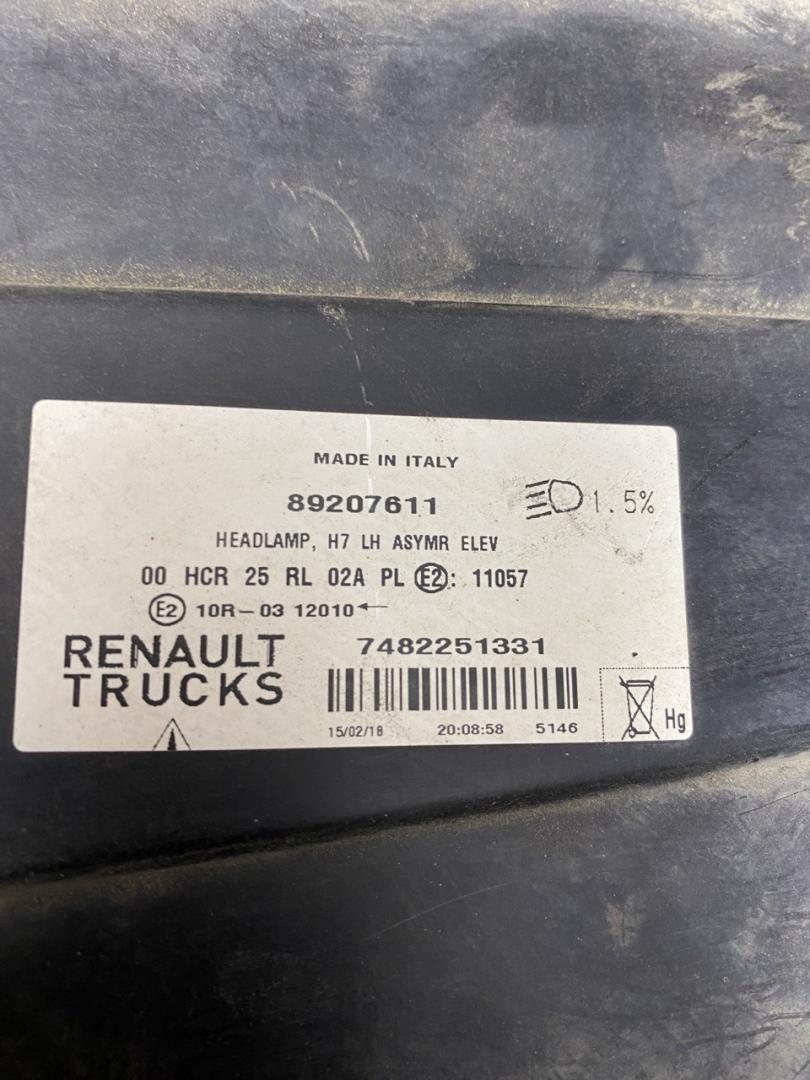 MADE IN ITALY
89207611
1.5%
HEADLAMP, H7 LH ASYMR ELEV
00 HCR 25 RL 02A PL E2: 11057
E2 10R-03 12010←
RENAULT TRUCKS
7482251331
15/02/18 20:08:58 5146
Hg